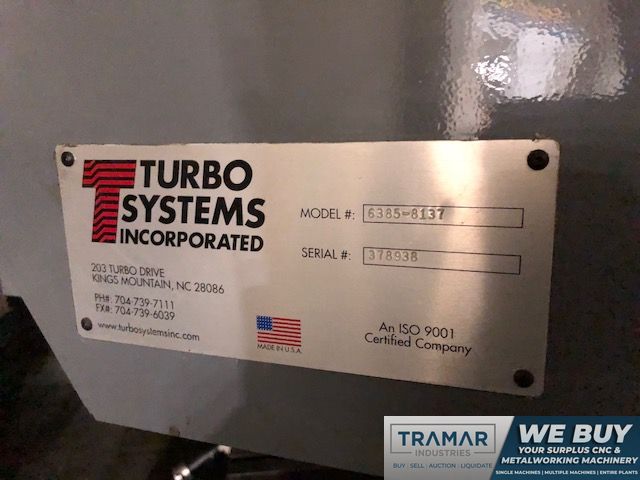 TURBO
SYSTEMS
INCORPORATED
203 TURBO DRIVE
KINGS MOUNTAIN, NC 28086
PH#: 704-739-7111
FX#: 704-739-6039
www.turbosystemsinc.com
MODEL #: 6385-8137
SERIAL #: 378938
MADE IN U.S.A.
An ISO 9001
Certified Company
TRAMAR
INDUSTRIES
BUY | SELL | AUCTION | LIQUIDATE
WE BUY
YOUR SURPLUS CNC &
METALWORKING MACHINERY
SINGLE MACHINES | MULTIPLE MACHINES | ENTIRE PLANTS